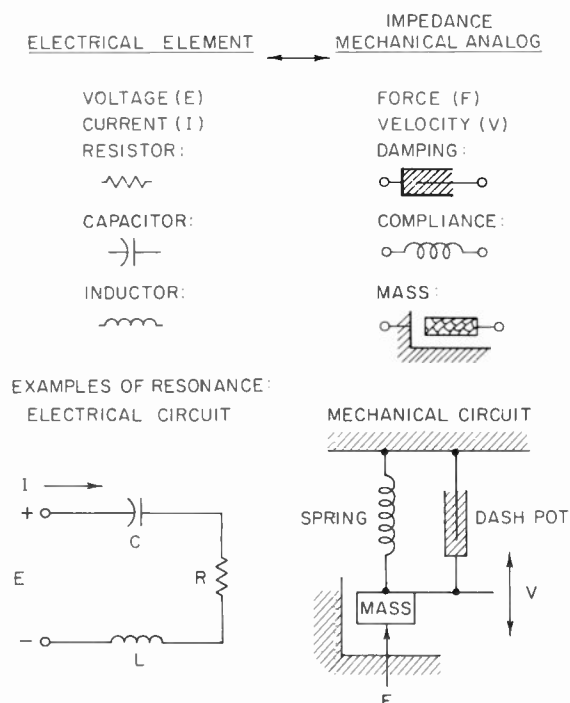 ELECTRICAL ELEMENT
IMPEDANCE
MECHANICAL ANALOG
VOLTAGE (E)
FORCE (F)
CURRENT (I)
VELOCITY (V)
RESISTOR:
DAMPING:
CAPACITOR:
COMPLIANCE:
INDUCTOR:
MASS:
EXAMPLES OF RESONANCE:
ELECTRICAL CIRCUIT
MECHANICAL CIRCUIT
I
+
C
E
R
-
L
SPRING
DASH POT
MASS
V
F